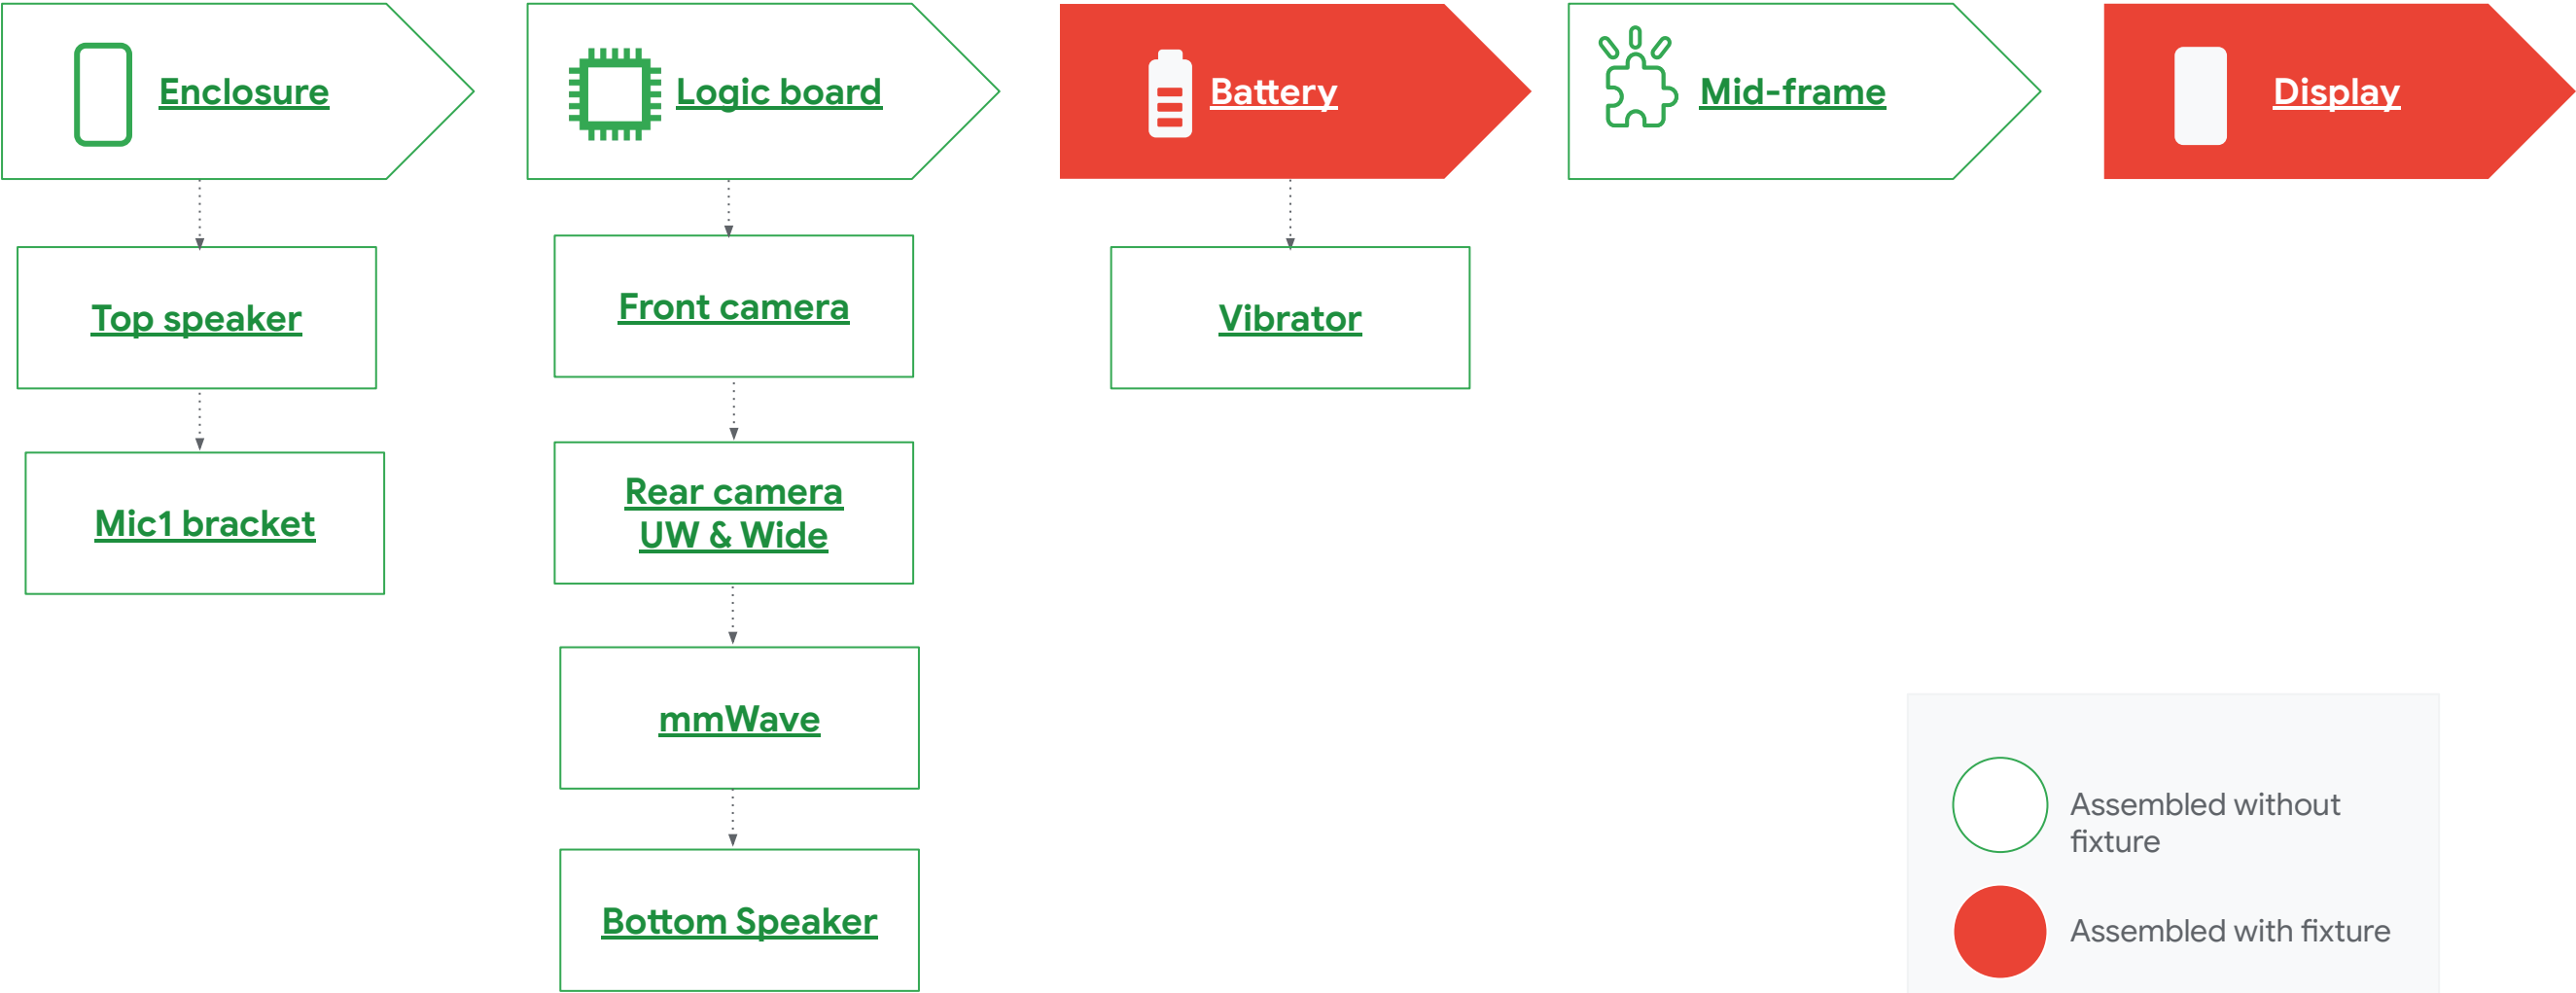 Enclosure
Logic board
Battery
Mid-frame
Display
Top speaker
Mic1 bracket
Front camera
Rear camera
UW & Wide
mmWave
Bottom Speaker
Vibrator
Assembled without
fixture
Assembled with fixture